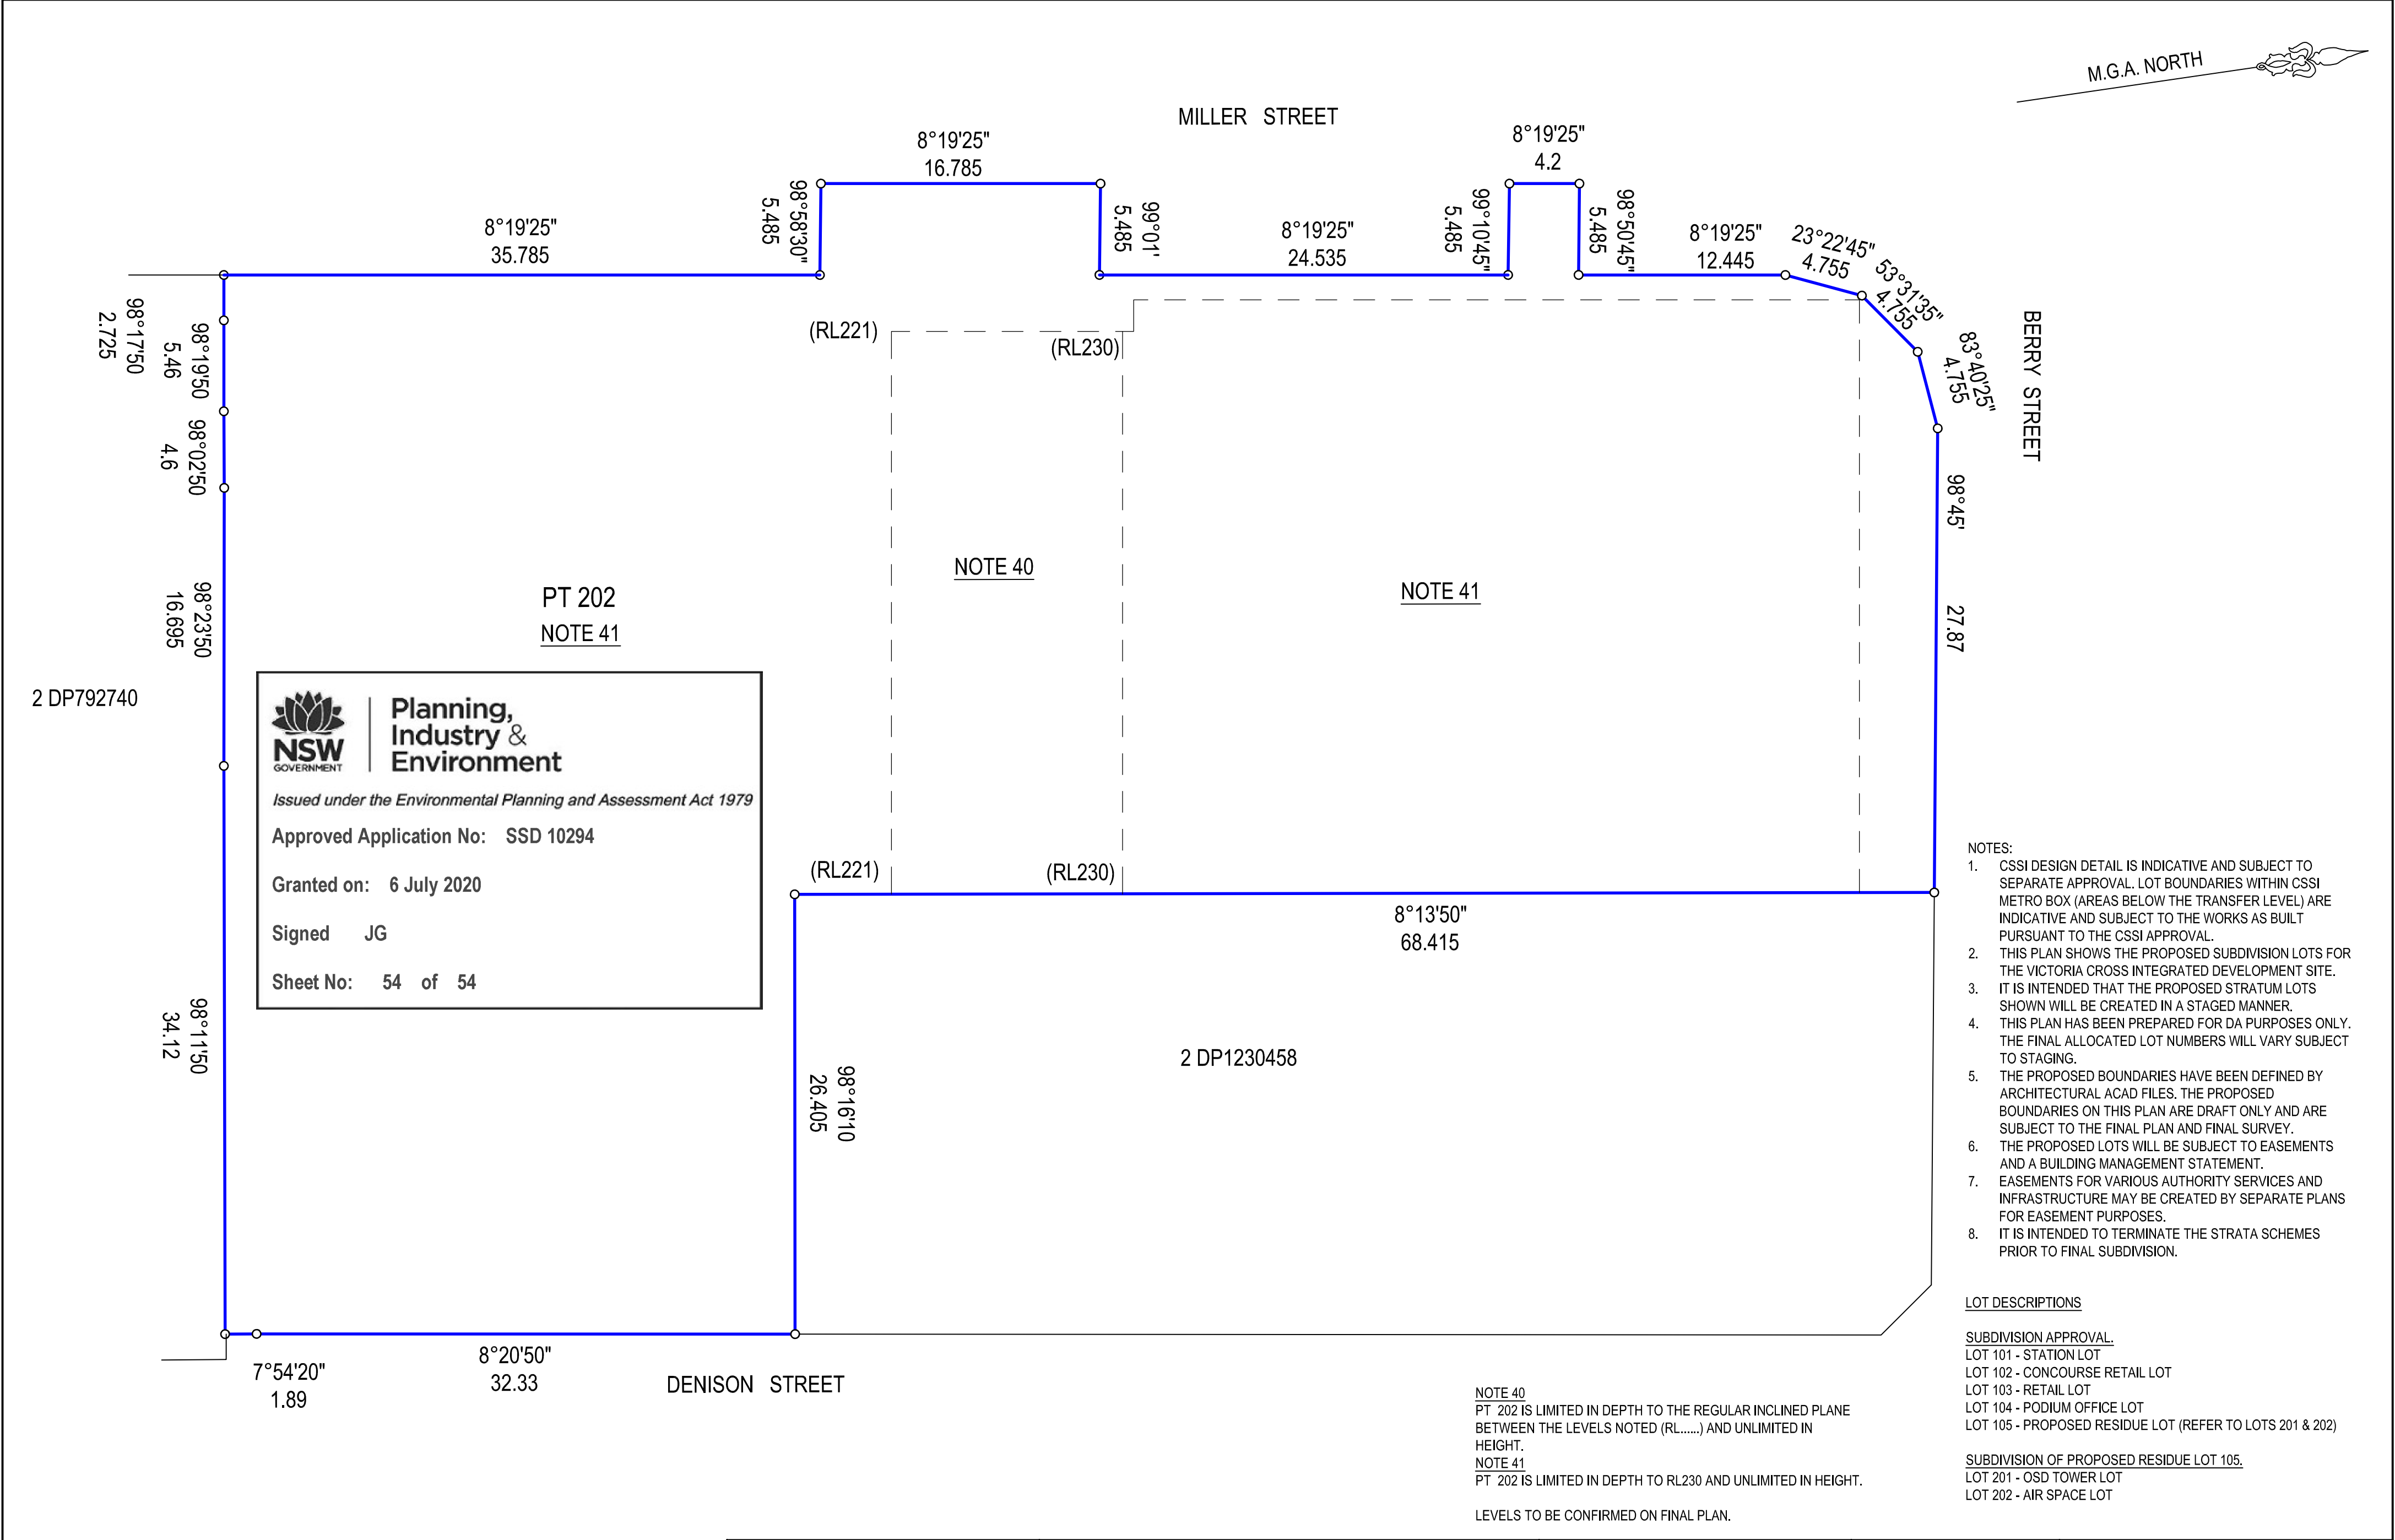 M.G.A. NORTH
MILLER STREET
8°19'25"
16.785
8°19'25"
4.2
98°58'30"
5.485
99°01'
5.485
99°10'45"
5.485
98°50'45"
5.485
8°19'25"
35.785
8°19'25"
24.535
8°19'25"
12.445
23°22'45"
4.755
53°31'35"
4.755
83°40'25"
4.755
BERRY STREET
98°17'50
2.725
98°19'50
5.46
98°02'50
4.6
(RL221)
(RL230)
98°45'
27.87
98°23'50
16.695
NOTE 40
NOTE 41
PT 202
NOTE 41
2 DP792740
NSW
GOVERNMENT
Planning,
Industry &
Environment
Issued under the Environmental Planning and Assessment Act 1979
Approved Application No: SSD 10294
Granted on: 6 July 2020
Signed JG
Sheet No: 54 of 54
(RL221)
(RL230)
8°13'50"
68.415
98°11'50
34.12
98°16'10
26.405
2 DP1230458
7°54'20"
1.89
8°20'50"
32.33
DENISON STREET
NOTES:
1. CSSI DESIGN DETAIL IS INDICATIVE AND SUBJECT TO
SEPARATE APPROVAL. LOT BOUNDARIES WITHIN CSSI
METRO BOX (AREAS BELOW THE TRANSFER LEVEL) ARE
INDICATIVE AND SUBJECT TO THE WORKS AS BUILT
PURSUANT TO THE CSSI APPROVAL.
2. THIS PLAN SHOWS THE PROPOSED SUBDIVISION LOTS FOR
THE VICTORIA CROSS INTEGRATED DEVELOPMENT SITE.
3. IT IS INTENDED THAT THE PROPOSED STRATUM LOTS
SHOWN WILL BE CREATED IN A STAGED MANNER.
4. THIS PLAN HAS BEEN PREPARED FOR DA PURPOSES ONLY.
THE FINAL ALLOCATED LOT NUMBERS WILL VARY SUBJECT
TO STAGING.
5. THE PROPOSED BOUNDARIES HAVE BEEN DEFINED BY
ARCHITECTURAL ACAD FILES. THE PROPOSED
BOUNDARIES ON THIS PLAN ARE DRAFT ONLY AND ARE
SUBJECT TO THE FINAL PLAN AND FINAL SURVEY.
6. THE PROPOSED LOTS WILL BE SUBJECT TO EASEMENTS
AND A BUILDING MANAGEMENT STATEMENT.
7. EASEMENTS FOR VARIOUS AUTHORITY SERVICES AND
INFRASTRUCTURE MAY BE CREATED BY SEPARATE PLANS
FOR EASEMENT PURPOSES.
8. IT IS INTENDED TO TERMINATE THE STRATA SCHEMES
PRIOR TO FINAL SUBDIVISION.
LOT DESCRIPTIONS
SUBDIVISION APPROVAL.
LOT 101 - STATION LOT
LOT 102 - CONCOURSE RETAIL LOT
LOT 103 - RETAIL LOT
LOT 104 - PODIUM OFFICE LOT
LOT 105 - PROPOSED RESIDUE LOT (REFER TO LOTS 201 & 202)
SUBDIVISION OF PROPOSED RESIDUE LOT 105.
LOT 201 - OSD TOWER LOT
LOT 202 - AIR SPACE LOT
NOTE 40
PT 202 IS LIMITED IN DEPTH TO THE REGULAR INCLINED PLANE
BETWEEN THE LEVELS NOTED (RL......) AND UNLIMITED IN
HEIGHT.
NOTE 41
PT 202 IS LIMITED IN DEPTH TO RL230 AND UNLIMITED IN HEIGHT.
LEVELS TO BE CONFIRMED ON FINAL PLAN.